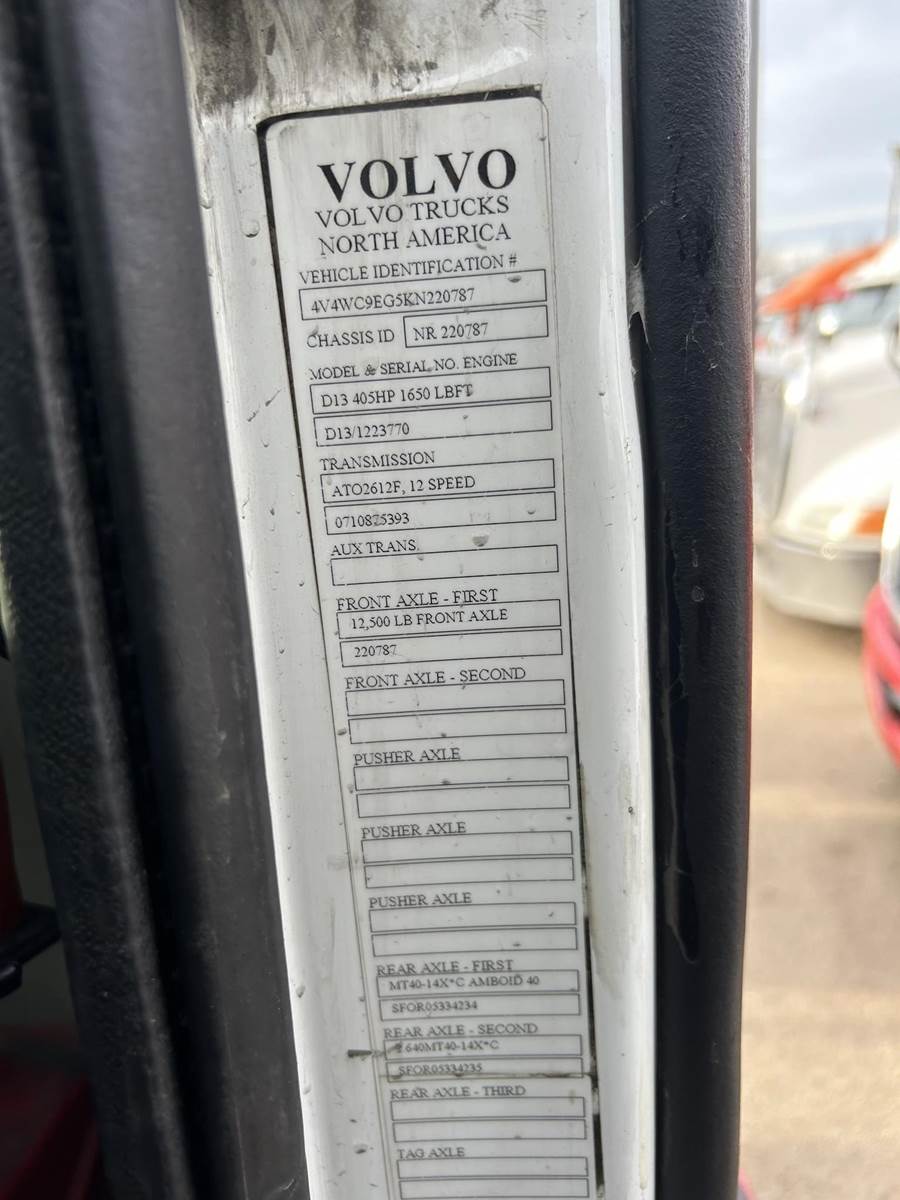 VOLVO
VOLVO TRUCKS
NORTH AMERICA
VEHICLE IDENTIFICATION #
4V4WC9EG5KN220787
CHASSIS ID NR 220787
MODEL & SERIAL NO. ENGINE
D13 405HP 1650 LBFT
D13/1223770
TRANSMISSION
ATO2612F, 12 SPEED
0710875393
AUX TRANS.
FRONT AXLE - FIRST
12,500 LB FRONT AXLE
220787
FRONT AXLE - SECOND
PUSHER AXLE
PUSHER AXLE
PUSHER AXLE
REAR AXLE - FIRST
MT40-14X*C AMBOID 40
SFOR05334234
REAR AXLE - SECOND
SFOR05334235
REAR AXLE - THIRD
TAG AXLE